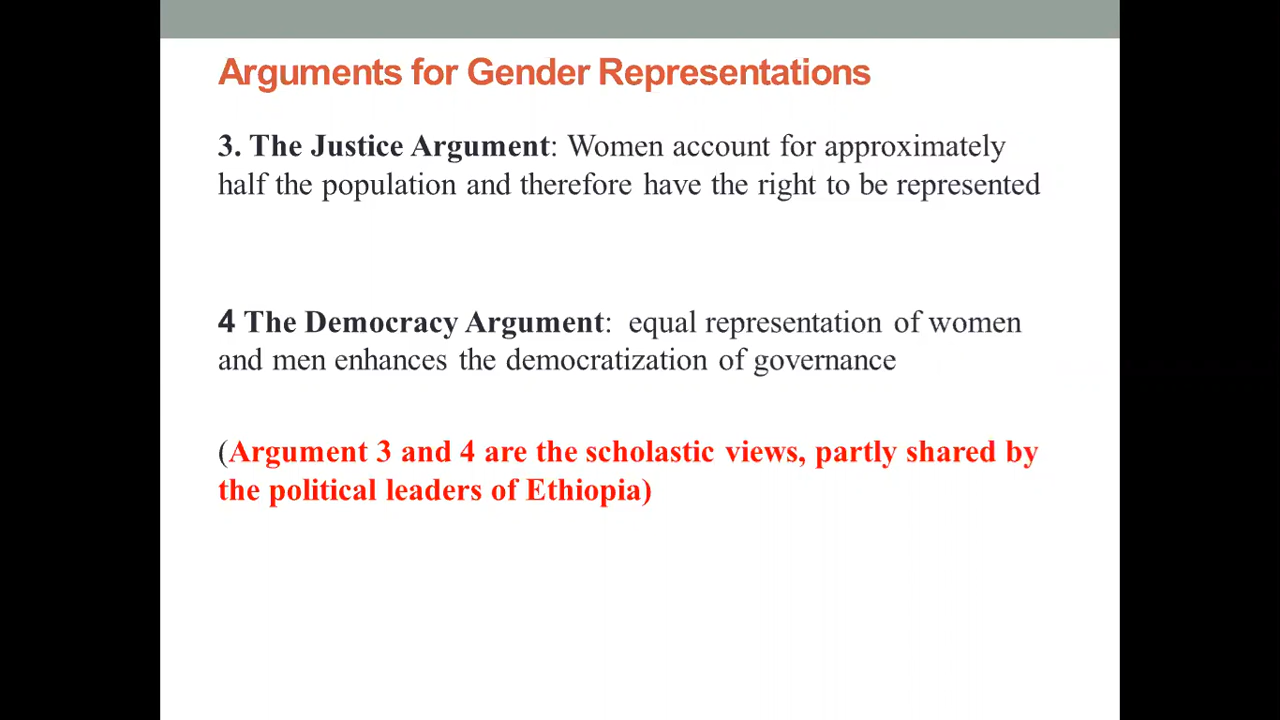 Arguments for Gender Representations
3. The Justice Argument: Women account for approximately
half the population and therefore have the right to be represented
4 The Democracy Argument:  equal representation of women
and men enhances the democratization of governance
(Argument 3 and 4 are the scholastic views, partly shared by
the political leaders of Ethiopia)